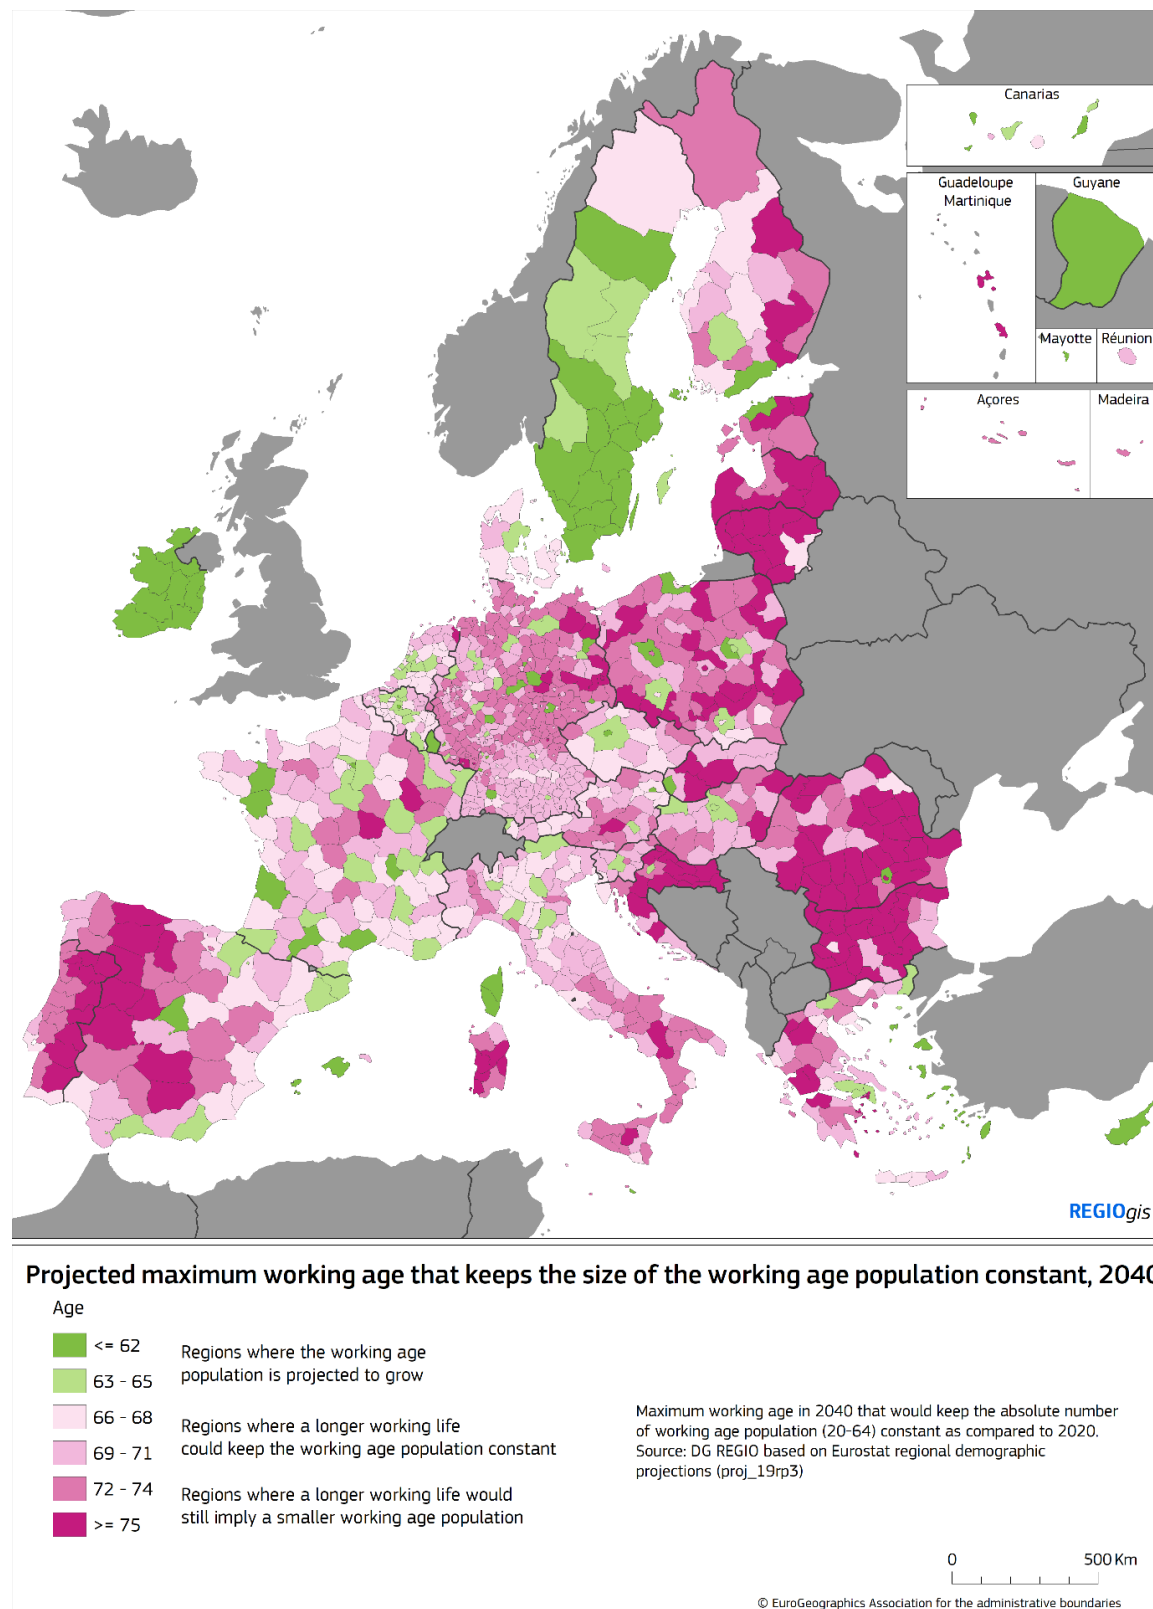 Canarias
Guadeloupe
Martinique
Guyane
Mayotte
Réunion
Açores
Madeira
REGIOgis
Projected maximum working age that keeps the size of the working age population constant, 2040
Age
<= 62
63 - 65
66 - 68
69 - 71
72 - 74
>= 75
Regions where the working age
population is projected to grow
Regions where a longer working life
could keep the working age population constant
Regions where a longer working life would
still imply a smaller working age population
Maximum working age in 2040 that would keep the absolute number
of working age population (20-64) constant as compared to 2020.
Source: DG REGIO based on Eurostat regional demographic
projections (proj_19rp3)
0
500 Km
© EuroGeographics Association for the administrative boundaries